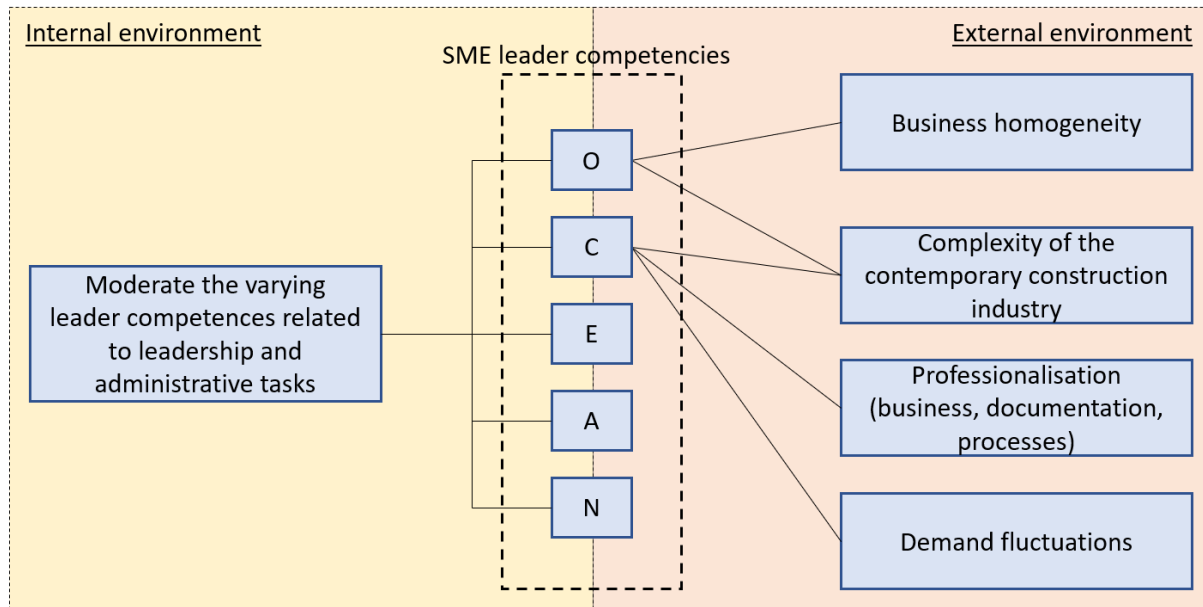 Internal environment
External environment
SME leader competencies
Moderate the varying
leader competences related
to leadership and
administrative tasks
O
C
E
A
N
Business homogeneity
Complexity of the
contemporary construction
industry
Professionalisation
(business, documentation,
processes)
Demand fluctuations